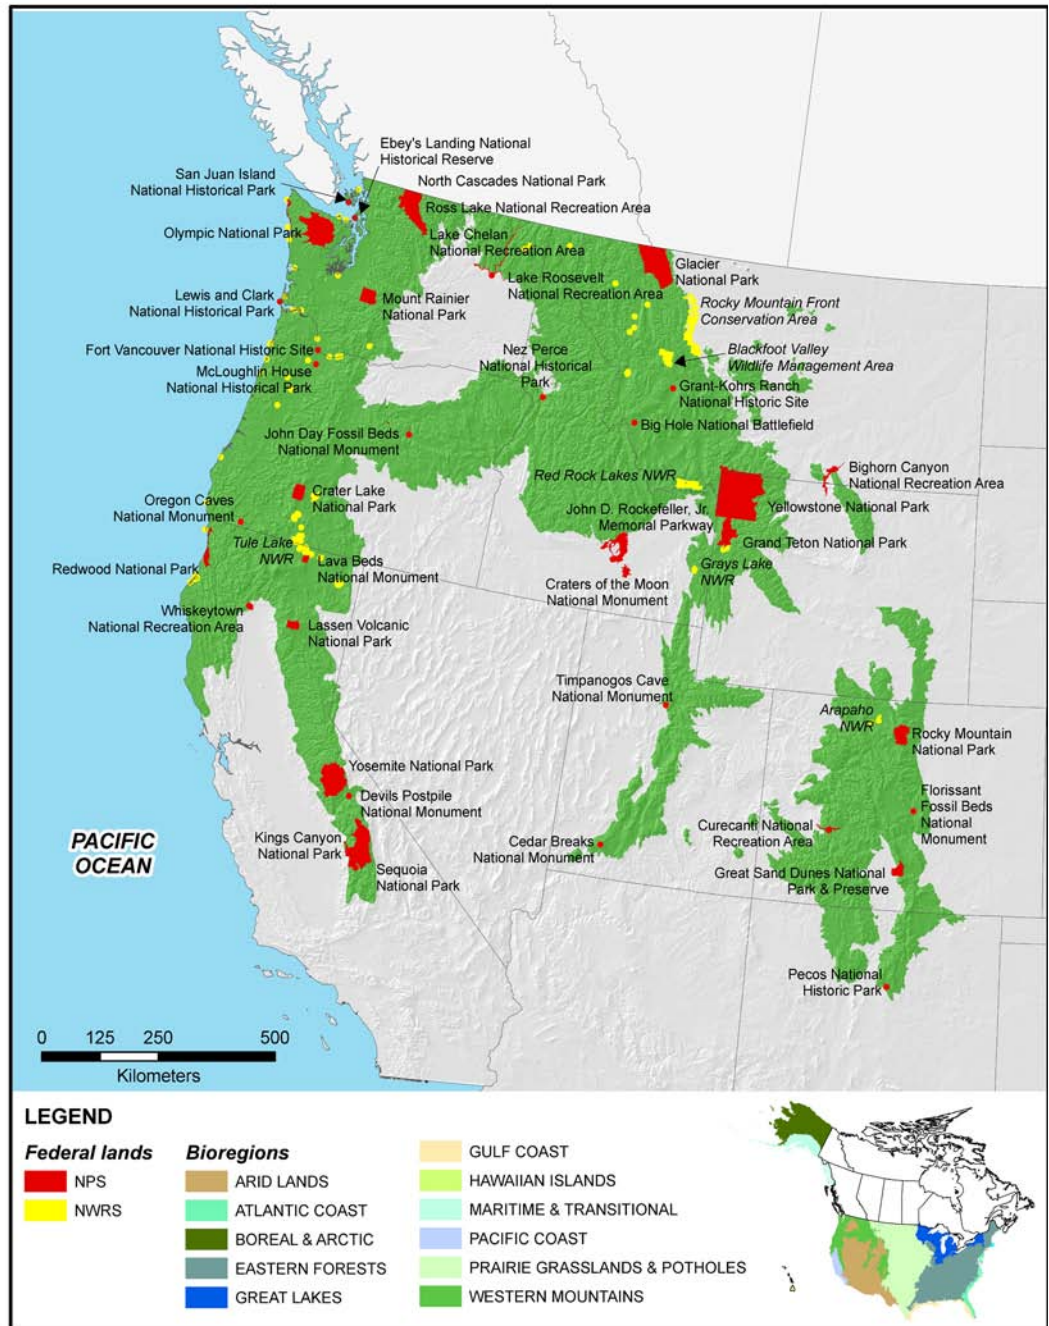 Ebey's Landing National
Historical Reserve
San Juan Island
National Historical Park
North Cascades National Park
Ross Lake National Recreation Area
Olympic National Park
Lake Chelan
National Recreation Area
Glacier
National Park
Lake Roosevelt
National Recreation Area
Lewis and Clark
National Historical Park
Mount Rainier
National Park
Rocky Mountain Front
Conservation Area
Fort Vancouver National Historic Site
Nez Perce
National Historical
Park
Blackfoot Valley
Wildlife Management Area
McLoughlin House
National Historical Park
Grant-Kohrs Ranch
National Historic Site
John Day Fossil Beds
National Monument
Big Hole National Battlefield
Red Rock Lakes NWR
Bighorn Canyon
National Recreation Area
Oregon Caves
National Monument
Crater Lake
National Park
John D. Rockefeller, Jr.
Memorial Parkway
Yellowstone National Park
Tule Lake
NWR
Grand Teton National Park
Redwood National Park
Lava Beds
National Monument
Craters of the Moon
National Monument
Grays Lake
NWR
Whiskeytown
National Recreation Area
Lassen Volcanic
National Park
Timpanogos Cave
National Monument
Arapaho
NWR
Rocky Mountain
National Park
Yosemite National Park
Devils Postpile
National Monument
Florissant
Fossil Beds
National
Monument
PACIFIC
OCEAN
Kings Canyon
National Park
Sequoia
National Park
Cedar Breaks
National Monument
Curecanti National
Recreation Area
Great Sand Dunes National
Park & Preserve
Pecos National
Historic Park
0 125 250 500
Kilometers
LEGEND
Federal lands
NPS
NWRS
Bioregions
ARID LANDS
ATLANTIC COAST
BOREAL & ARCTIC
EASTERN FORESTS
GREAT LAKES
GULF COAST
HAWAIIAN ISLANDS
MARITIME & TRANSITIONAL
PACIFIC COAST
PRAIRIE GRASSLANDS & POTHOLES
WESTERN MOUNTAINS